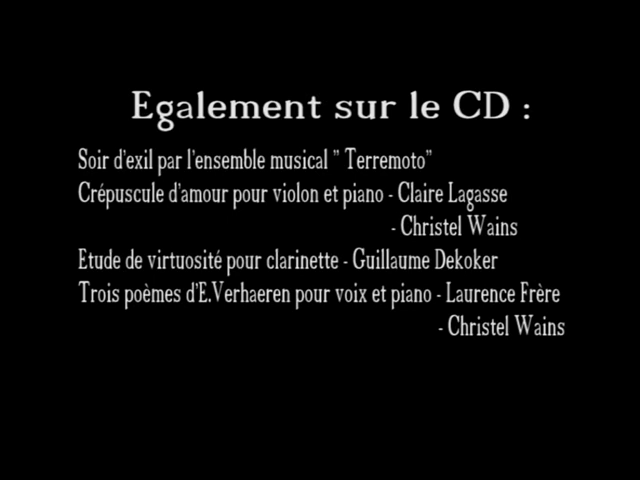 Egalement sur le CD :
Soir d'exil par l'ensemble musical " Terremoto"
Crépuscule d'amour pour violon et piano - Claire Lagasse
- Christel Wains
Etude de virtuosité pour clarinette - Guillaume Dekoker
Trois poèmes d'E.Verhaeren pour voix et piano - Laurence Frère
- Christel Wains